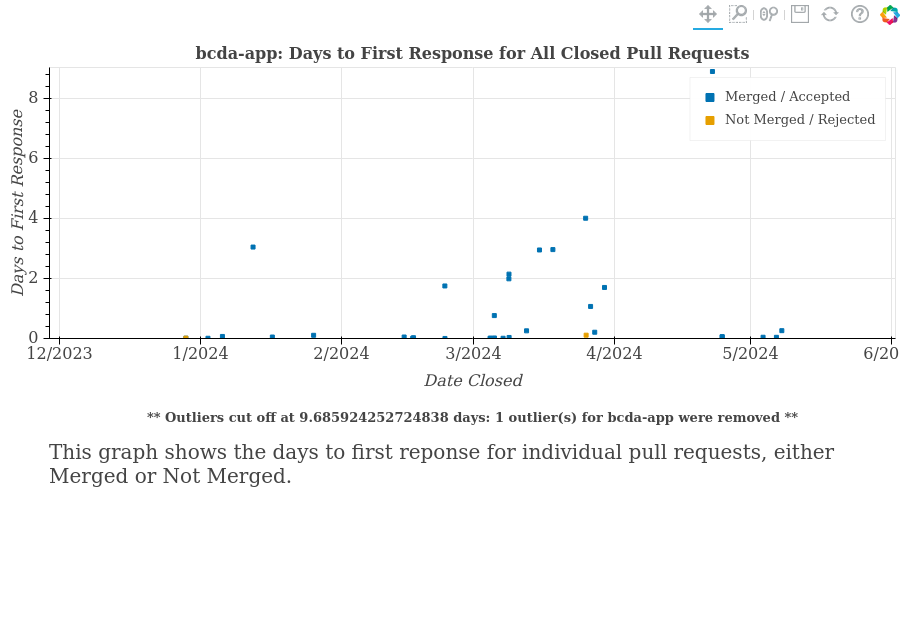 bcda-app: Days to First Response for All Closed Pull Requests
Days to First Response
8
6
4
2
0
Merged / Accepted
Not Merged / Rejected
12/2023
1/2024
2/2024
3/2024
4/2024
5/2024
6/20
Date Closed
** Outliers cut off at 9.685924252724838 days: 1 outlier(s) for bcda-app were removed **
This graph shows the days to first reponse for individual pull requests, either
Merged or Not Merged.